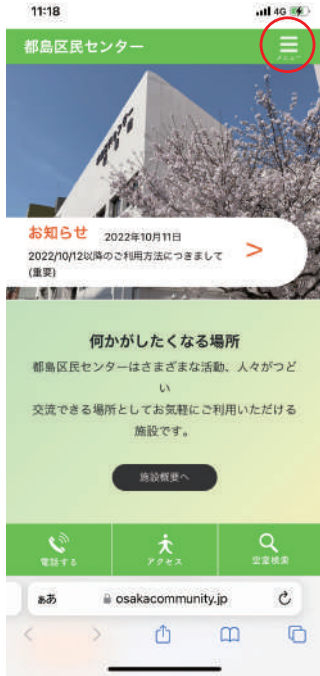 11:18
4G
都島区民センター
メニュー
お知らせ 2022年10月11日
2022/10/12以降のご利用方法につきまして
(重要)
何かがしたくなる場所
都島区民センターはさまざまな活動、人々がつど
い
交流できる場所としてお気軽にご利用いただける
施設です。
施設概要へ
電話する アクセス 空室検索
ぁあ osakacommunity.jp